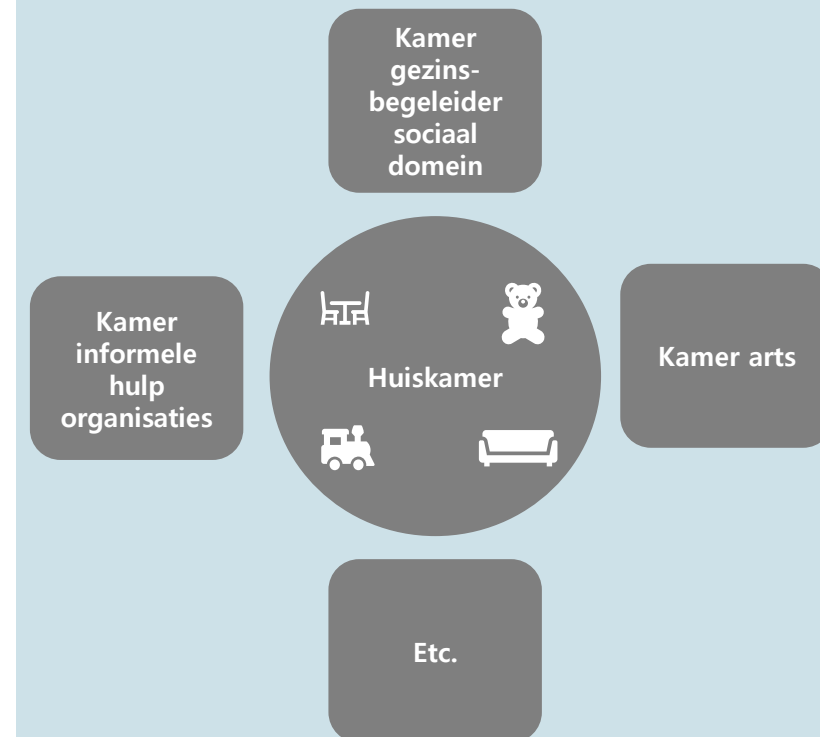 Kamer
gezins-
begeleider
sociaal
domein
Kamer
informele
hulp
organisaties
Huiskamer
Kamer arts
Etc.